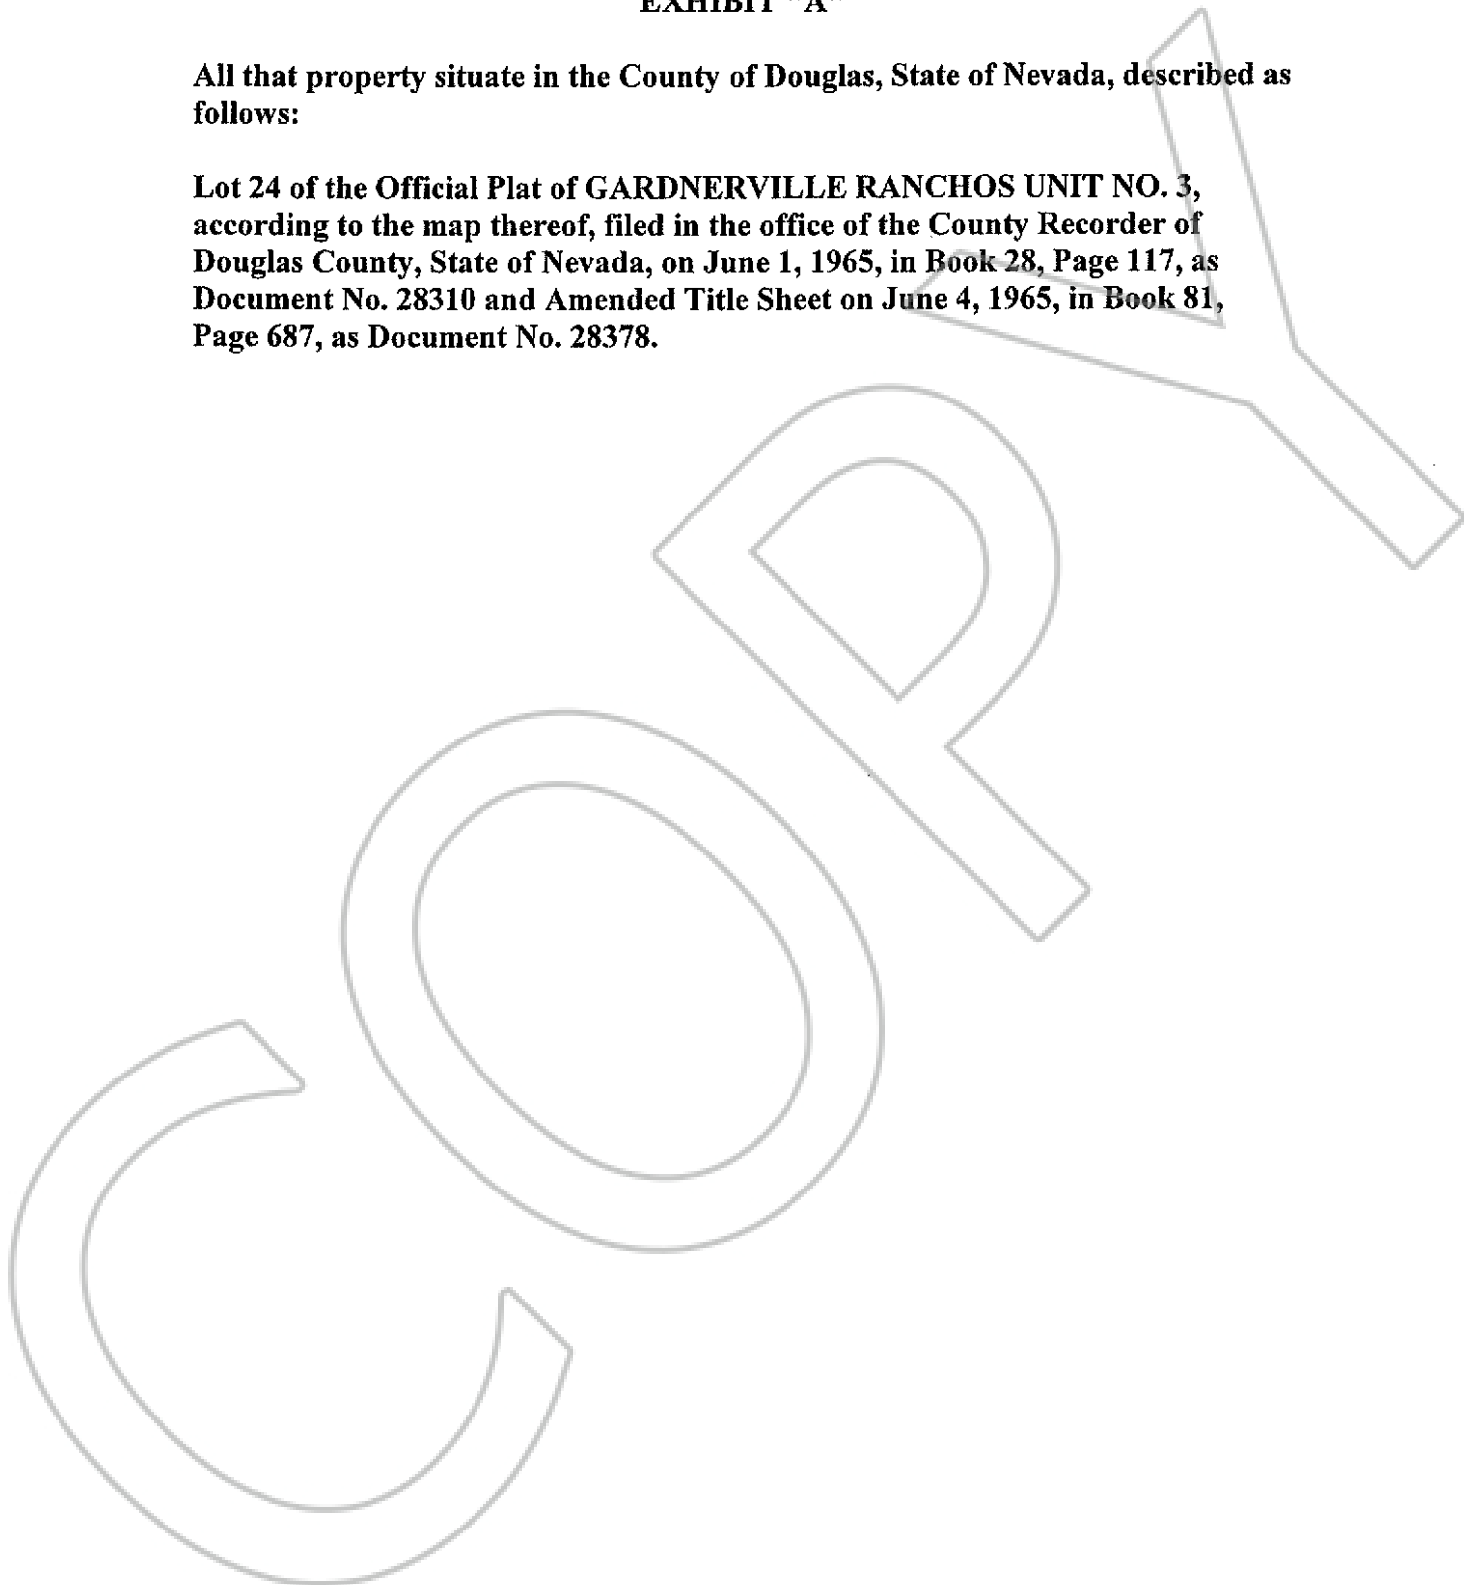 EXHIBIT "A"
All that property situate in the County of Douglas, State of Nevada, described as
follows:
Lot 24 of the Official Plat of GARDNERVILLE RANCHOS UNIT NO. 3,
according to the map thereof, filed in the office of the County Recorder of
Douglas County, State of Nevada, on June 1, 1965, in Book 28, Page 117, as
Document No. 28310 and Amended Title Sheet on June 4, 1965, in Book 81,
Page 687, as Document No. 28378.
COPY